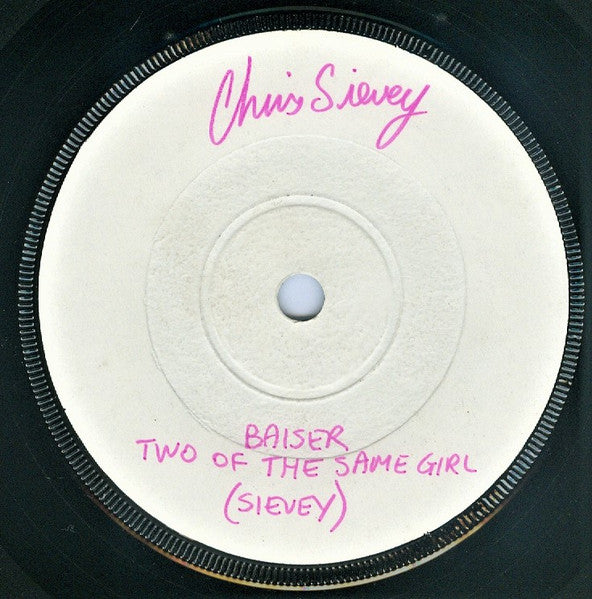 Chris Sievey
BAISER
TWO OF THE SAME GIRL
(SIEVEY)